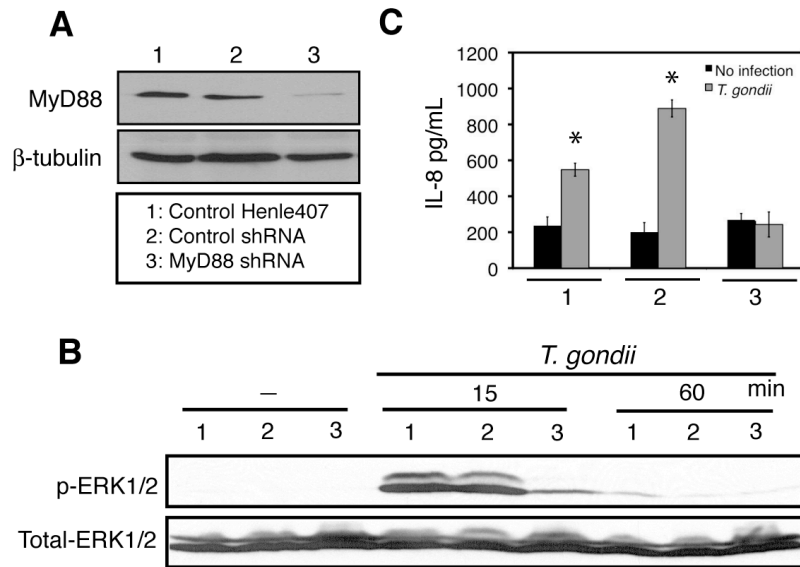 A
1 2 3
MyD88
β-tubulin
1: Control Henle407
2: Control shRNA
3: MyD88 shRNA
C
1200
1000
800
600
400
200
0
IL-8 pg/mL
No infection
T. gondii
*
*
1 2 3
B
T. gondii
– 15 60 min
1 2 3 1 2 3 1 2 3
p-ERK1/2
Total-ERK1/2